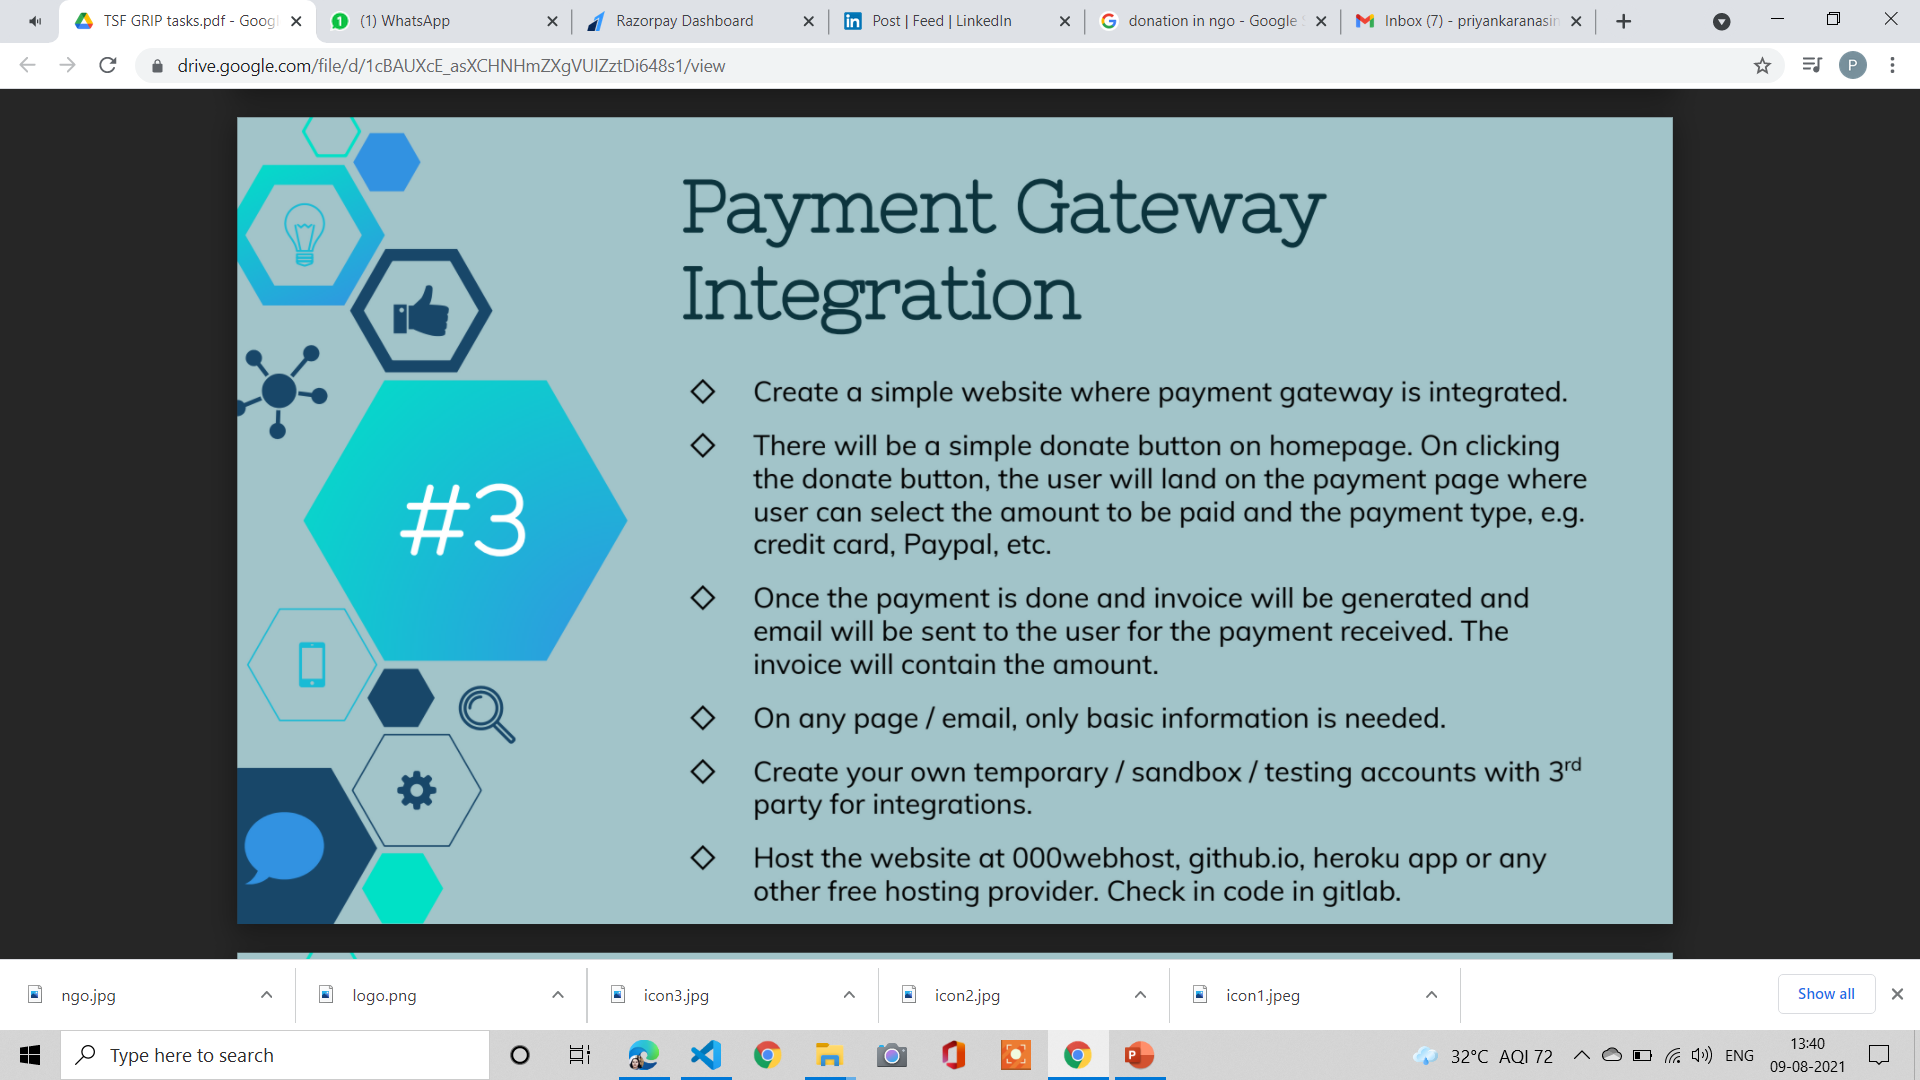 TSF GRIP tasks.pdf - Goog
(1) WhatsApp
Razorpay Dashboard
Post | Feed | LinkedIn
donation in ngo - Google
Inbox (7) - priyankaranasin
drive.google.com/file/d/1cBAUXcE_asXCHNHmZXgVUIZztDi648s1/view
P
Payment Gateway
Integration
#3
Create a simple website where payment gateway is integrated.
There will be a simple donate button on homepage. On clicking
the donate button, the user will land on the payment page where
user can select the amount to be paid and the payment type, e.g.
credit card, Paypal, etc.
Once the payment is done and invoice will be generated and
email will be sent to the user for the payment received. The
invoice will contain the amount.
On any page / email, only basic information is needed.
Create your own temporary / sandbox / testing accounts with 3rd
party for integrations.
Host the website at 000webhost, github.io, heroku app or any
other free hosting provider. Check in code in gitlab.
ngo.jpg
logo.png
icon3.jpg
icon2.jpg
icon1.jpeg
Show all
Type here to search
32°C AQI 72
ENG
13:40
09-08-2021